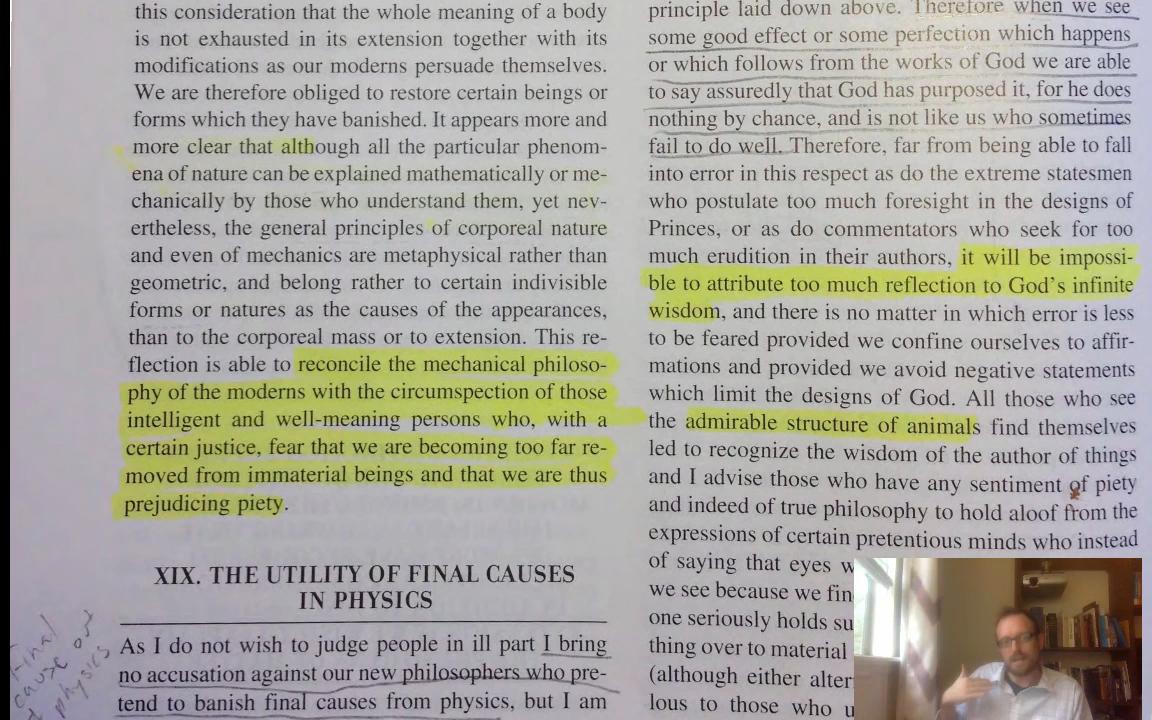 this consideration that the whole meaning of a body
is not exhausted in its extension together with its
modifications as our moderns persuade themselves.
We are therefore obliged to restore certain beings or
forms which they have banished. It appears more and
more clear that although all the particular phenom-
ena of nature can be explained mathematically or me-
chanically by those who understand them, yet nev-
ertheless, the general principles of corporeal nature
and even of mechanics are metaphysical rather than
geometric, and belong rather to certain indivisible
forms or natures as the causes of the appearances,
than to the corporeal mass or to extension. This re-
flection is able to reconcile the mechanical philoso-
phy of the moderns with the circumspection of those
intelligent and well-meaning persons who, with a
certain justice, fear that we are becoming too far re-
moved from immaterial beings and that we are thus
prejudicing piety.
XIX. THE UTILITY OF FINAL CAUSES
IN PHYSICS
As I do not wish to judge people in ill part I bring
no accusation against our new philosophers who pre-
tend to banish final causes from physics, but I am
Final
cause out
physics
principle laid down above. Therefore when we see
some good effect or some perfection which happens
or which follows from the works of God we are able
to say assuredly that God has purposed it, for he does
nothing by chance, and is not like us who sometimes
fail to do well. Therefore, far from being able to fall
into error in this respect as do the extreme statesmen
who postulate too much foresight in the designs of
Princes, or as do commentators who seek for too
much erudition in their authors, it will be impossi-
ble to attribute too much reflection to God's infinite
wisdom, and there is no matter in which error is less
to be feared provided we confine ourselves to affir-
mations and provided we avoid negative statements
which limit the designs of God. All those who see
the admirable structure of animals find themselves
led to recognize the wisdom of the author of things
and I advise those who have any sentiment of piety
and indeed of true philosophy to hold aloof from the
expressions of certain pretentious minds who instead
of saying that eyes w
we see because we fin
one seriously holds su
thing over to material
(although either alter
lous to those who u